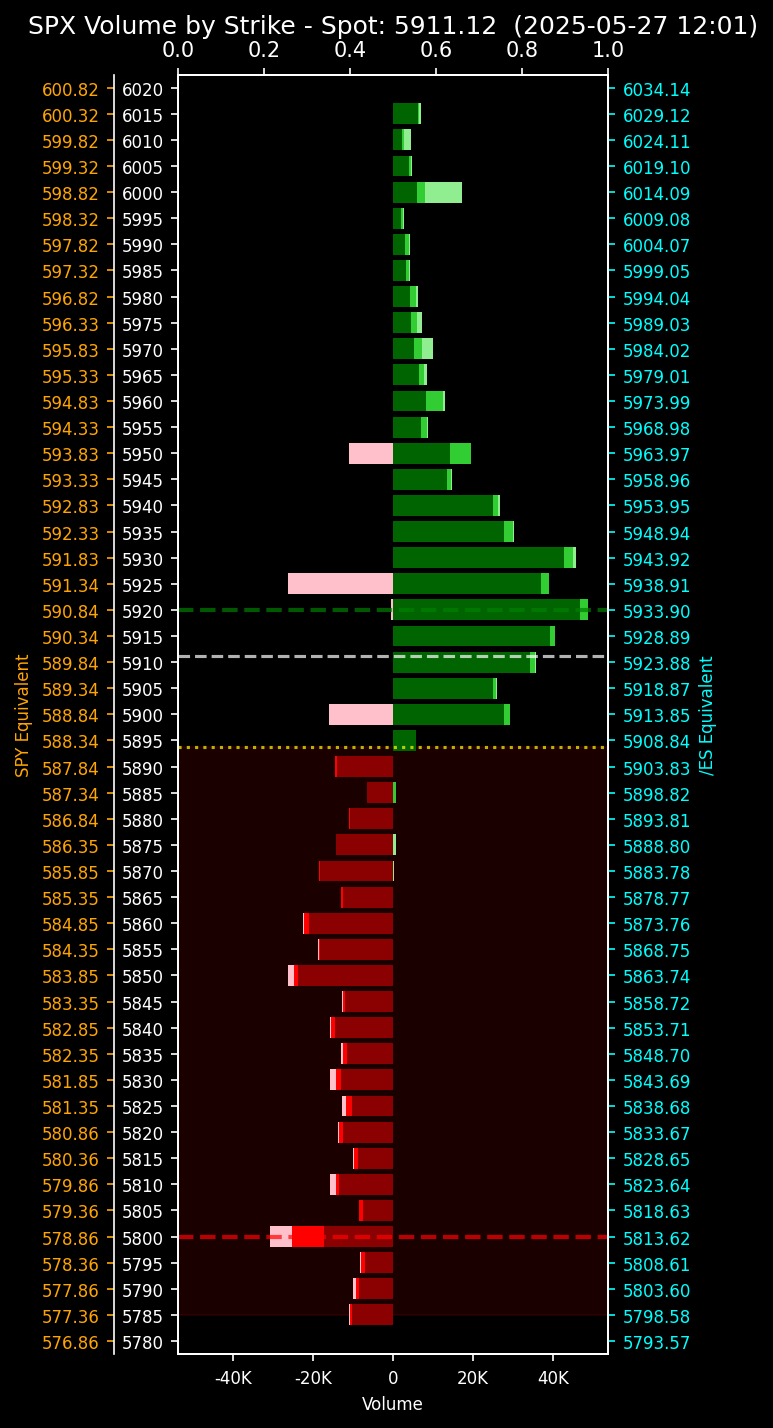 SPX Volume by Strike - Spot: 5911.12 (2025-05-27 12:01)
0.0 0.2 0.4 0.6 0.8 1.0
600.82 6020 6034.14
600.32 6015 6029.12
599.82 6010 6024.11
599.32 6005 6019.10
598.82 6000 6014.09
598.32 5995 6009.08
597.82 5990 6004.07
597.32 5985 5999.05
596.82 5980 5994.04
596.33 5975 5989.03
595.83 5970 5984.02
595.33 5965 5979.01
594.83 5960 5973.99
594.33 5955 5968.98
593.83 5950 5963.97
593.33 5945 5958.96
592.83 5940 5953.95
592.33 5935 5948.94
591.83 5930 5943.92
591.34 5925 5938.91
590.84 5920 5933.90
590.34 5915 5928.89
589.84 5910 5923.88
589.34 5905 5918.87
588.84 5900 5913.85
588.34 5895 5908.84
587.84 5890 5903.83
587.34 5885 5898.82
586.84 5880 5893.81
586.35 5875 5888.80
585.85 5870 5883.78
585.35 5865 5878.77
584.85 5860 5873.76
584.35 5855 5868.75
583.85 5850 5863.74
583.35 5845 5858.72
582.85 5840 5853.71
582.35 5835 5848.70
581.85 5830 5843.69
581.35 5825 5838.68
580.86 5820 5833.67
580.36 5815 5828.65
579.86 5810 5823.64
579.36 5805 5818.63
578.86 5800 5813.62
578.36 5795 5808.61
577.86 5790 5803.60
577.36 5785 5798.58
576.86 5780 5793.57
SPY Equivalent
/ES Equivalent
-40K -20K 0 20K 40K
Volume